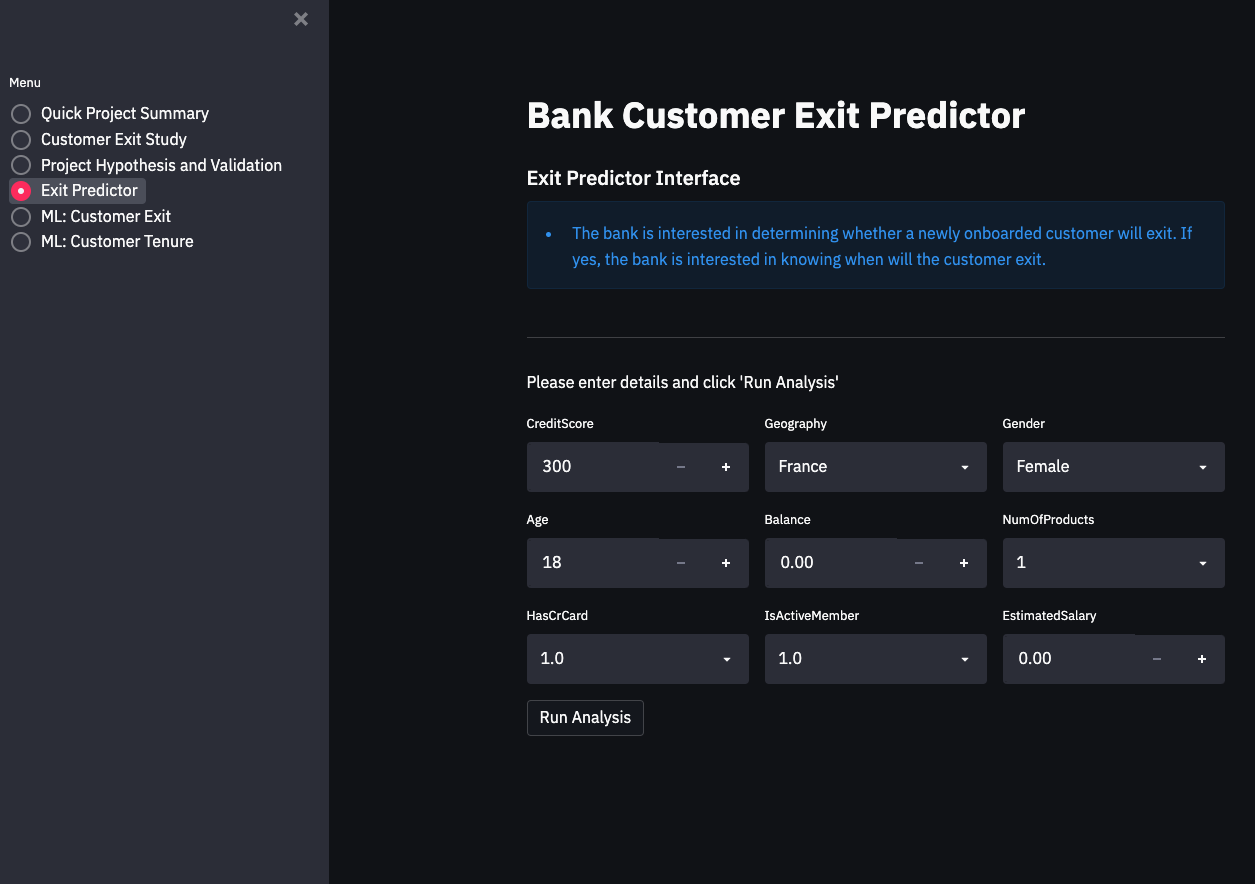 Menu
Quick Project Summary
Customer Exit Study
Project Hypothesis and Validation
Exit Predictor
ML: Customer Exit
ML: Customer Tenure
Bank Customer Exit Predictor
Exit Predictor Interface
The bank is interested in determining whether a newly onboarded customer will exit. If
yes, the bank is interested in knowing when will the customer exit.
Please enter details and click 'Run Analysis'
CreditScore
Geography
Gender
300
France
Female
Age
Balance
NumOfProducts
18
0.00
1
HasCrCard
IsActiveMember
EstimatedSalary
1.0
1.0
0.00
Run Analysis